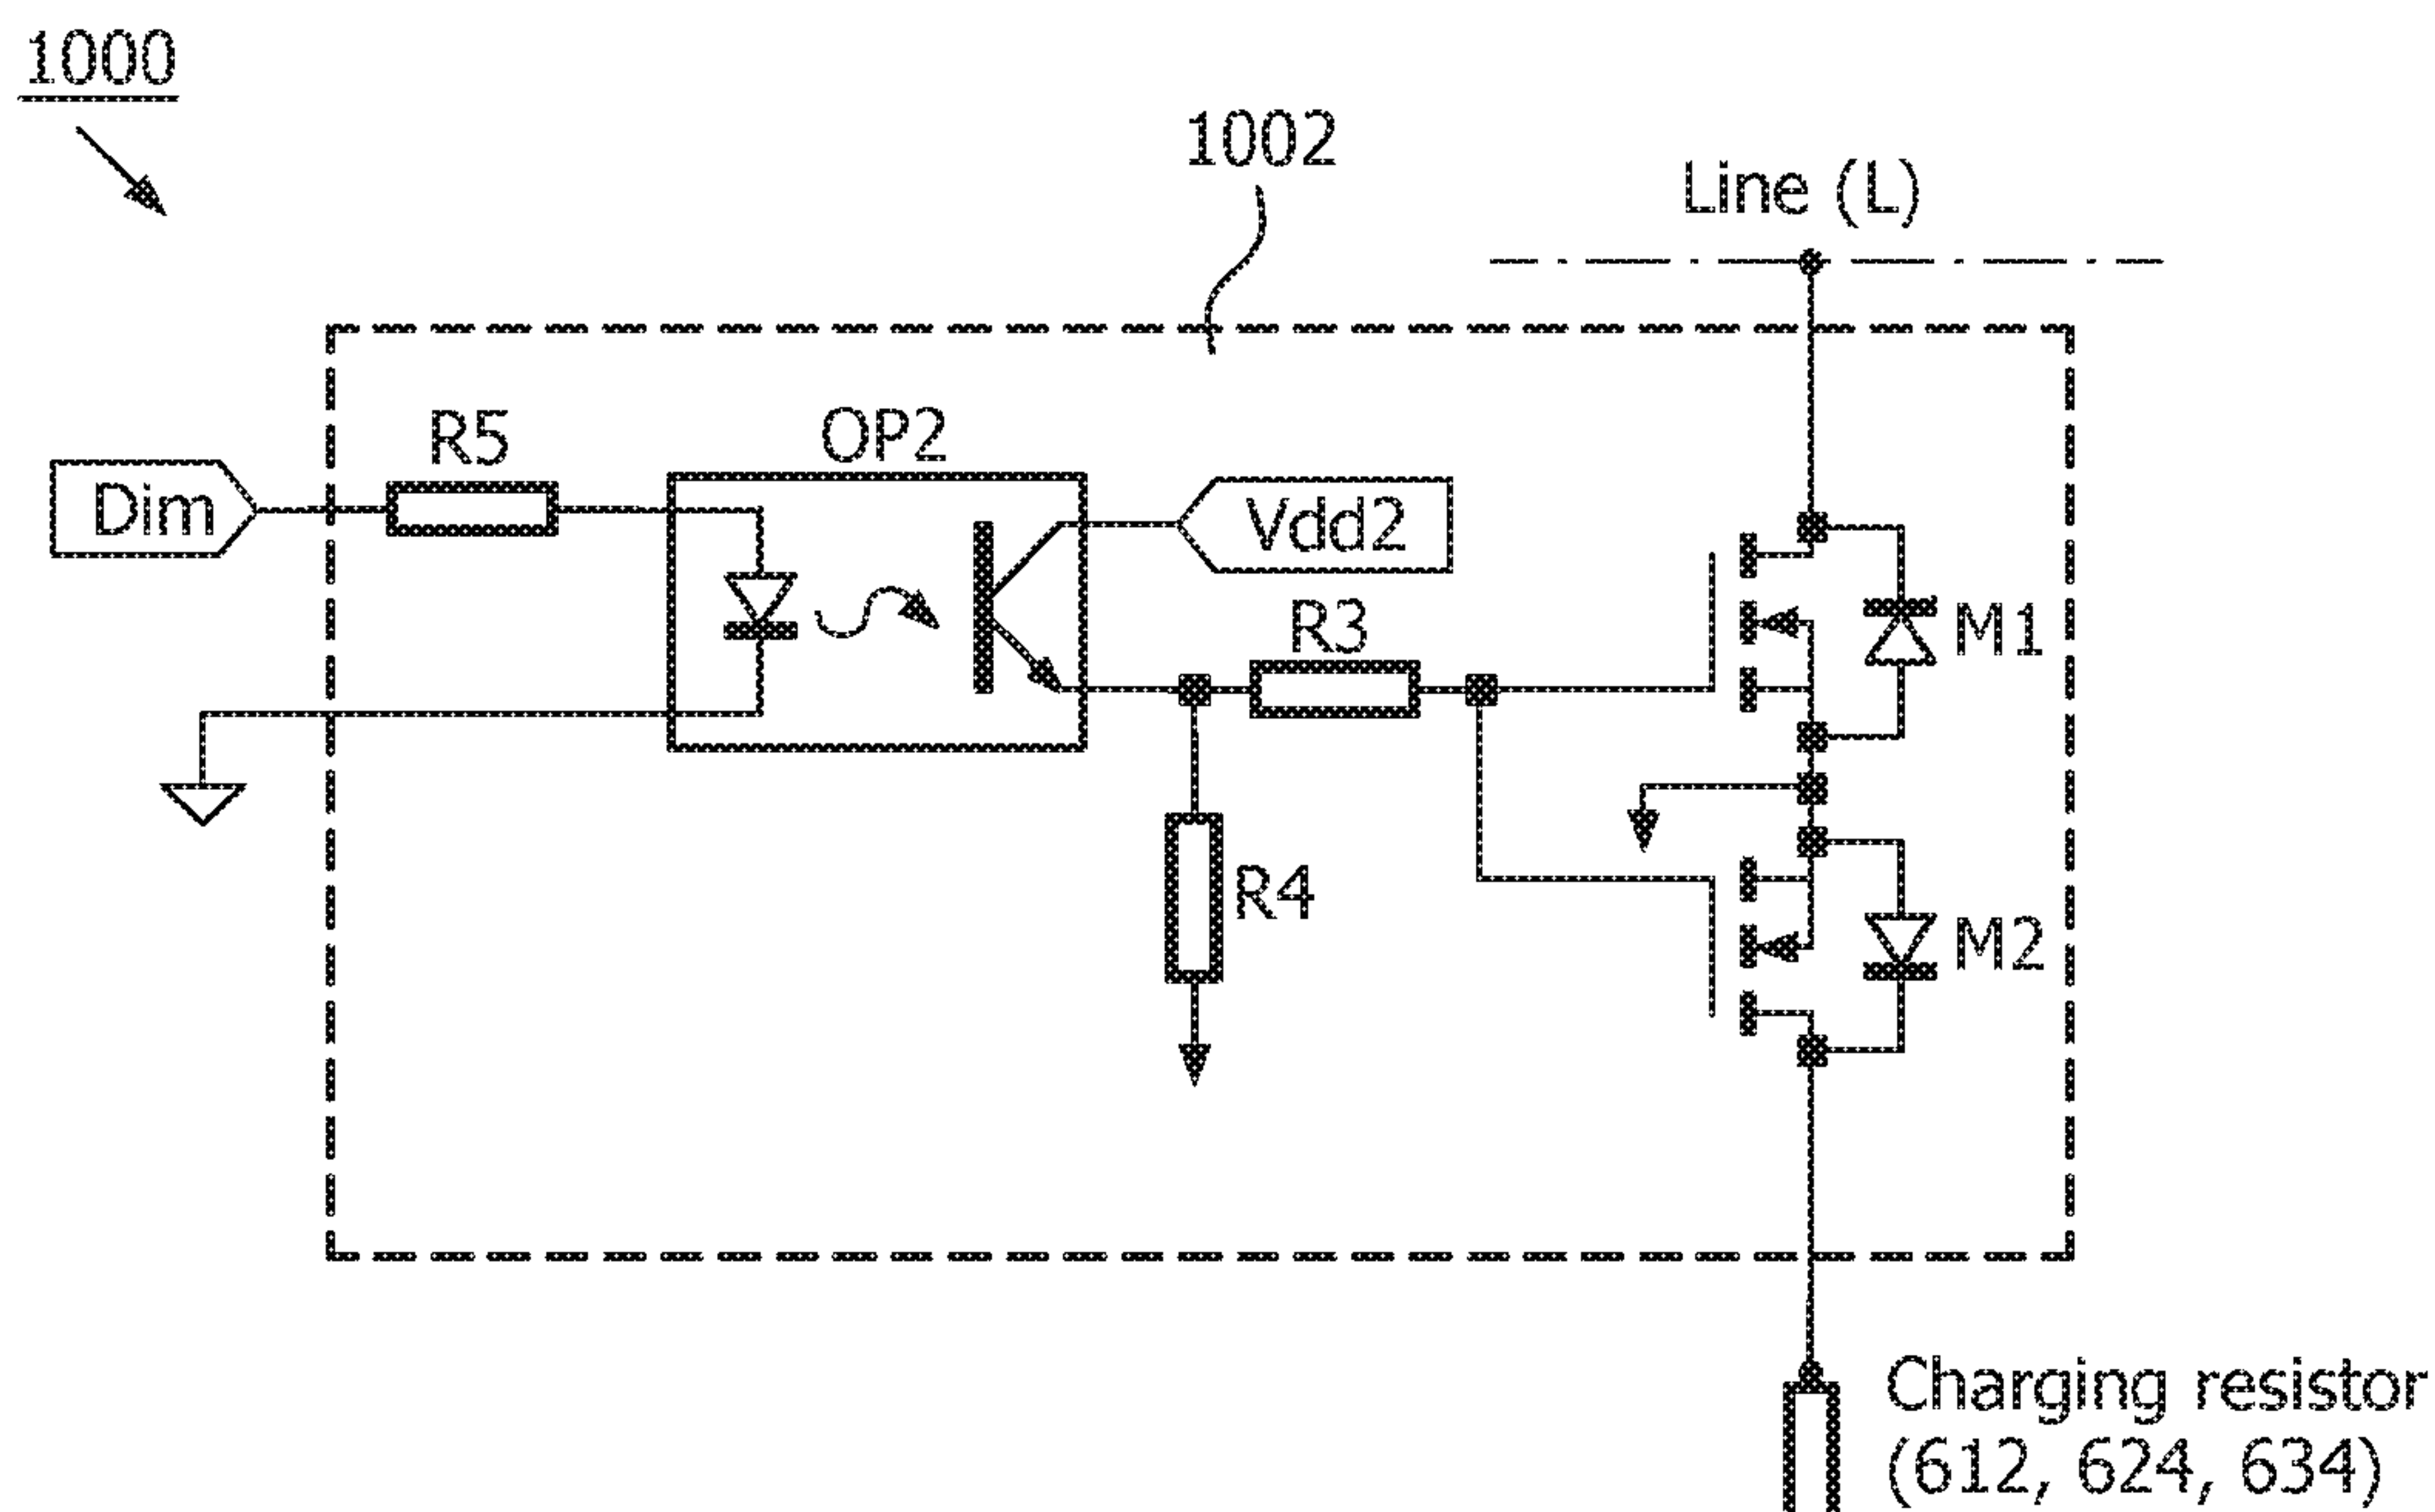 1000
1002
Line (L)
R5
OP2
Dim
Vdd2
R3
M1
R4
M2
Charging resistor
(612, 624, 634)